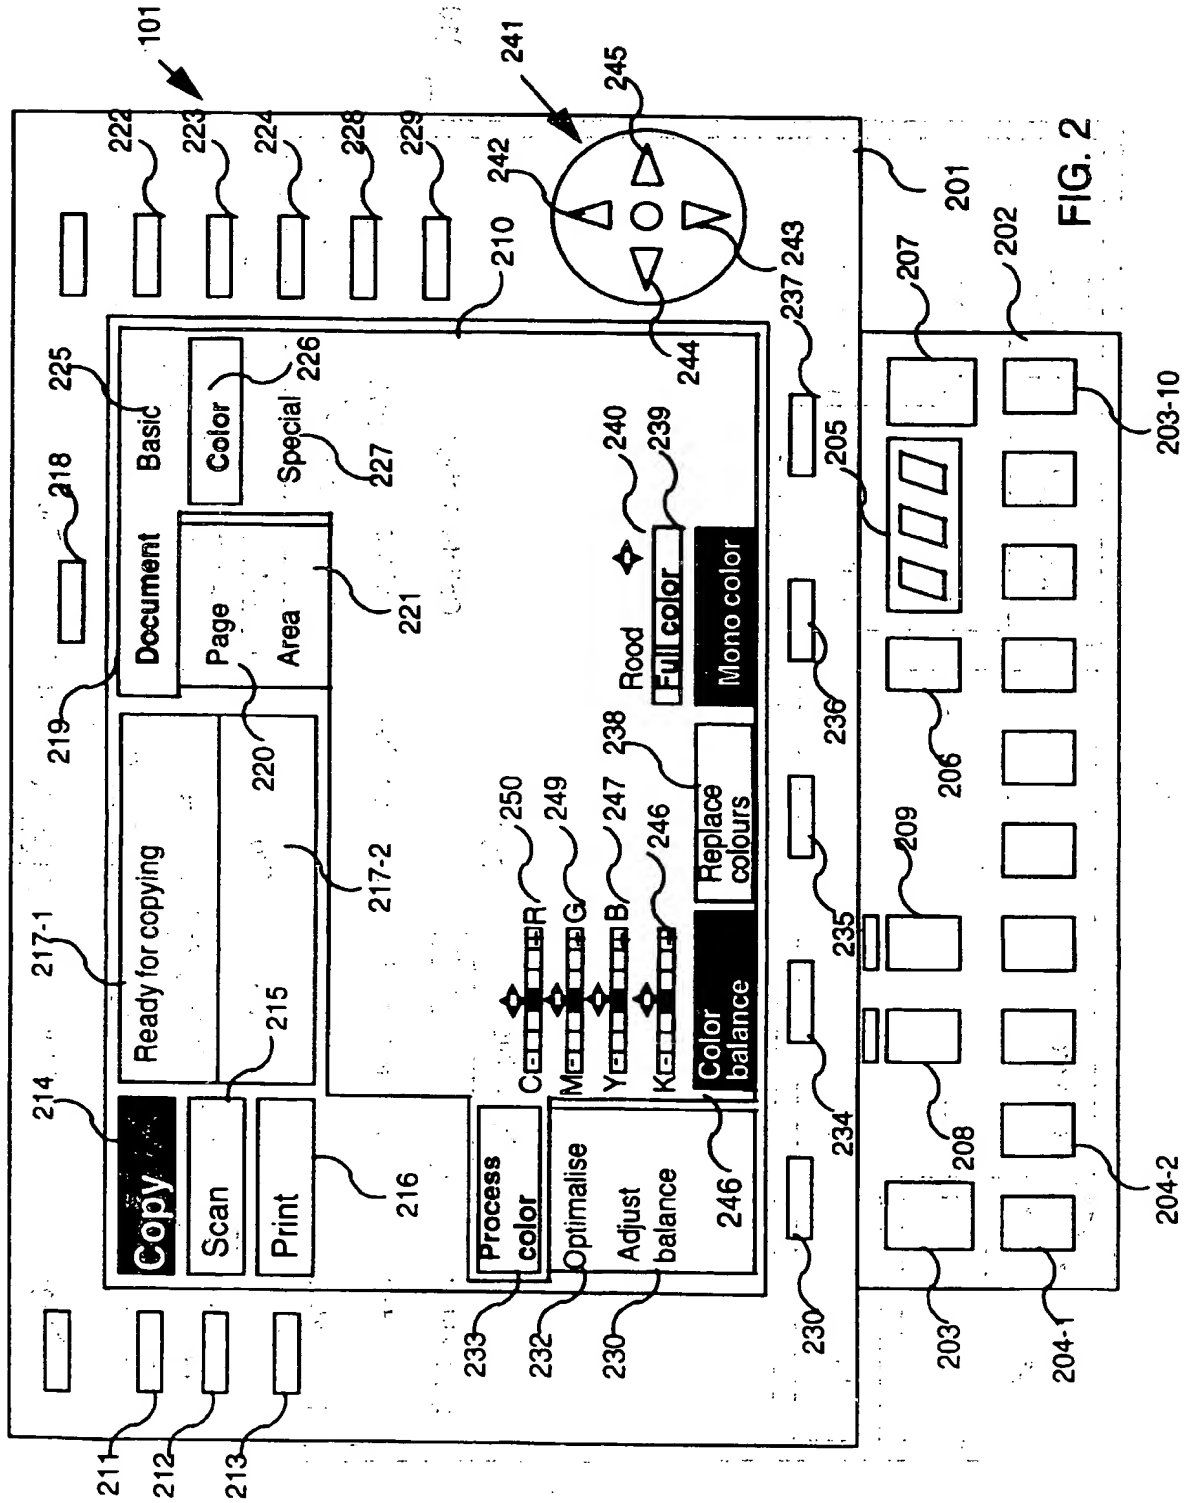 214
217-1
219
218
225
101
211
222
212
223
213
224
228
229
Copy
Scan
Print
Ready for copying
Document
Basic
Page
Area
Color
Special
215
216
217-2
220
221
226
227
210
241
242
245
243
244
233
232
230
Process
color
Optimalise
Adjust
balance
246
C - + R
M - + G
Y - + B
K - +
250
249
247
246
Color
balance
238
Replace
colours
Rood
Full color
Mono color
240
239
237
230
234
235
236
205
201
203
208
209
206
207
204-1
204-2
203-10
202
FIG. 2